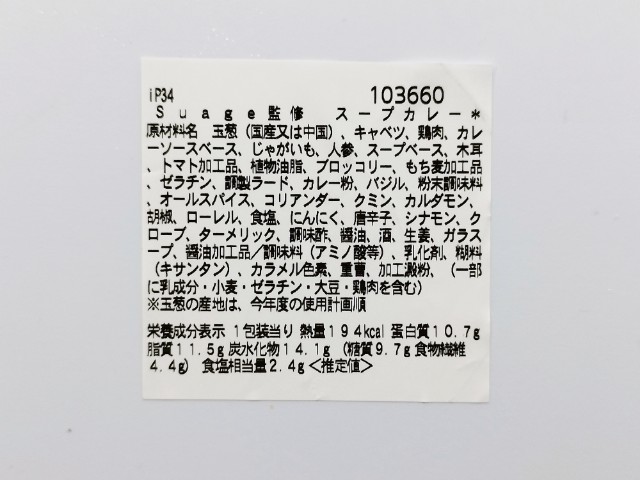 iP34 103660
Suage監修 スープカレー*
原材料名 玉葱(国産又は中国)、キャベツ、鶏肉、カレ
ーソースベース、じゃがいも、人参、スープベース、木耳
、トマト加工品、植物油脂、ブロッコリー、もち麦加工品
、ゼラチン、調製ラード、カレー粉、バジル、粉末調味料
、オールスパイス、コリアンダー、クミン、カルダモン、
胡椒、ローレル、食塩、にんにく、唐辛子、シナモン、ク
ローブ、ターメリック、調味酢、醤油、酒、生姜、ガラス
ープ、醤油加工品/調味料(アミノ酸等)、乳化剤、糊料
(キサンタン)、カラメル色素、重曹、加工澱粉、(一部
に乳成分・小麦・ゼラチン・大豆・鶏肉を含む)
※玉葱の産地は、今年度の使用計画順
栄養成分表示 1包装当り 熱量194kcal 蛋白質10.7g
脂質11.5g 炭水化物14.1g (糖質9.7g 食物繊維
4.4g) 食塩相当量2.4g<推定値>